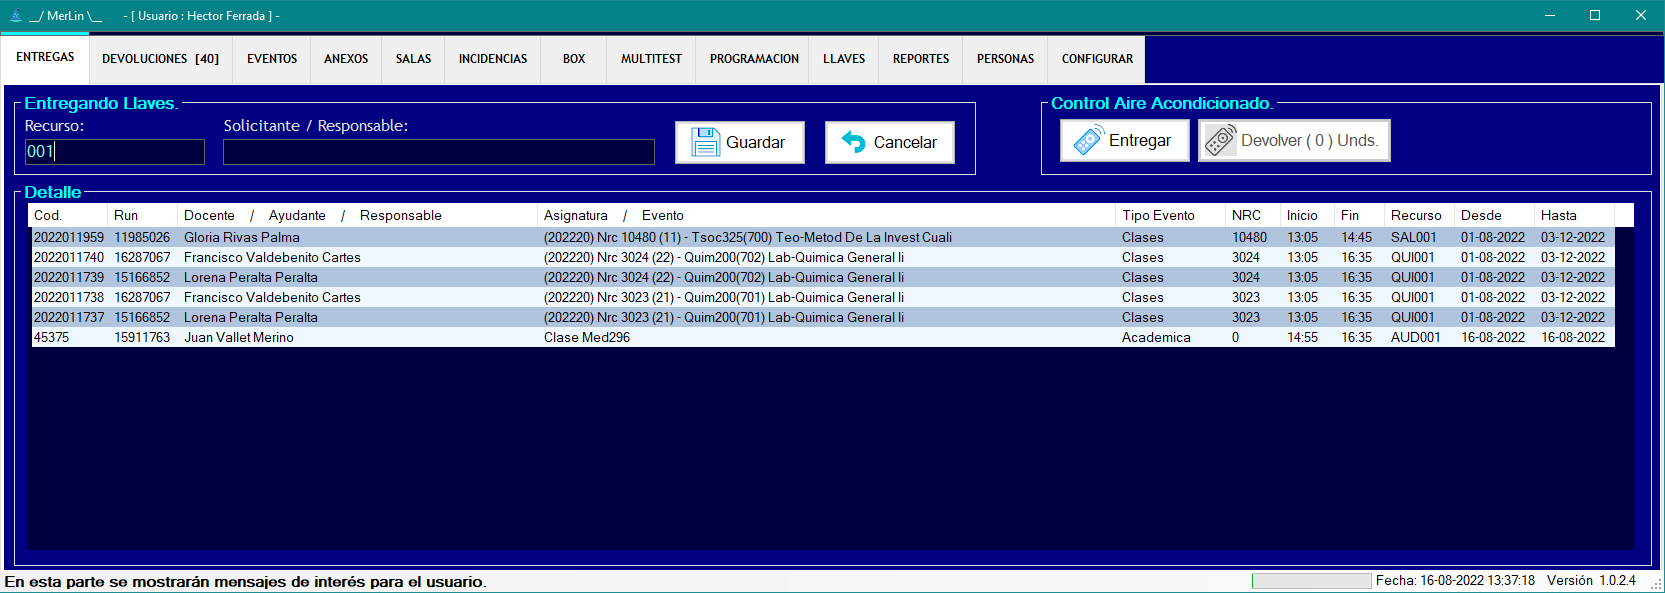 __/ MerLin \__ - [ Usuario : Hector Ferrada ] -
ENTREGAS DEVOLUCIONES [40] EVENTOS ANEXOS SALAS INCIDENCIAS BOX MULTITEST PROGRAMACION LLAVES REPORTES PERSONAS CONFIGURAR
Entregando Llaves.
Recurso: Solicitante / Responsable:
001
Guardar
Cancelar
Control Aire Acondicionado.
Entregar
Devolver ( 0 ) Unds.
Detalle
Cod. Run Docente / Ayudante / Responsable Asignatura / Evento Tipo Evento NRC Inicio Fin Recurso Desde Hasta
2022011959 11985026 Gloria Rivas Palma (202220) Nrc 10480 (11) - Tsoc325(700) Teo-Metod De La Invest Cuali Clases 10480 13:05 14:45 SAL001 01-08-2022 03-12-2022
2022011740 16287067 Francisco Valdebenito Cartes (202220) Nrc 3024 (22) - Quim200(702) Lab-Quimica General Ii Clases 3024 13:05 16:35 QUI001 01-08-2022 03-12-2022
2022011739 15166852 Lorena Peralta Peralta (202220) Nrc 3024 (22) - Quim200(702) Lab-Quimica General Ii Clases 3024 13:05 16:35 QUI001 01-08-2022 03-12-2022
2022011738 16287067 Francisco Valdebenito Cartes (202220) Nrc 3023 (21) - Quim200(701) Lab-Quimica General Ii Clases 3023 13:05 16:35 QUI001 01-08-2022 03-12-2022
2022011737 15166852 Lorena Peralta Peralta (202220) Nrc 3023 (21) - Quim200(701) Lab-Quimica General Ii Clases 3023 13:05 16:35 QUI001 01-08-2022 03-12-2022
45375 15911763 Juan Vallet Merino Clase Med296 Academica 0 14:55 16:35 AUD001 16-08-2022 16-08-2022
En esta parte se mostrarán mensajes de interés para el usuario. Fecha: 16-08-2022 13:37:18 Versión 1.0.2.4